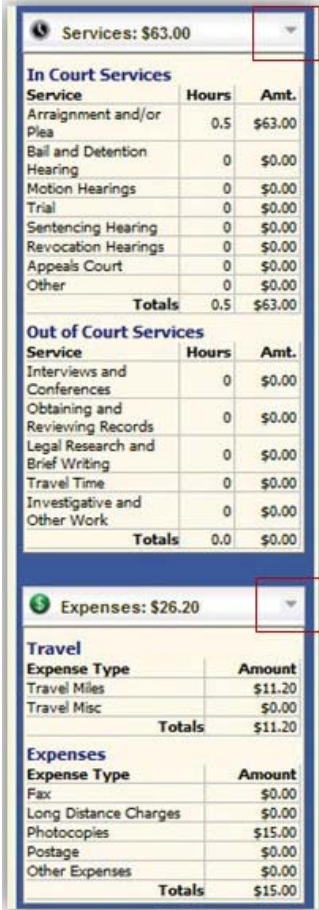 Services: $63.00
In Court Services
Service Hours Amt.
Arraignment and/or
Plea 0.5 $63.00
Bail and Detention
Hearing 0 $0.00
Motion Hearings 0 $0.00
Trial 0 $0.00
Sentencing Hearing 0 $0.00
Revocation Hearings 0 $0.00
Appeals Court 0 $0.00
Other 0 $0.00
Totals 0.5 $63.00
Out of Court Services
Service Hours Amt.
Interviews and
Conferences 0 $0.00
Obtaining and
Reviewing Records 0 $0.00
Legal Research and
Brief Writing 0 $0.00
Travel Time 0 $0.00
Investigative and
Other Work 0 $0.00
Totals 0.0 $0.00
$ Expenses: $26.20
Travel
Expense Type Amount
Travel Miles $11.20
Travel Misc $0.00
Totals $11.20
Expenses
Expense Type Amount
Fax $0.00
Long Distance Charges $0.00
Photocopies $15.00
Postage $0.00
Other Expenses $0.00
Totals $15.00